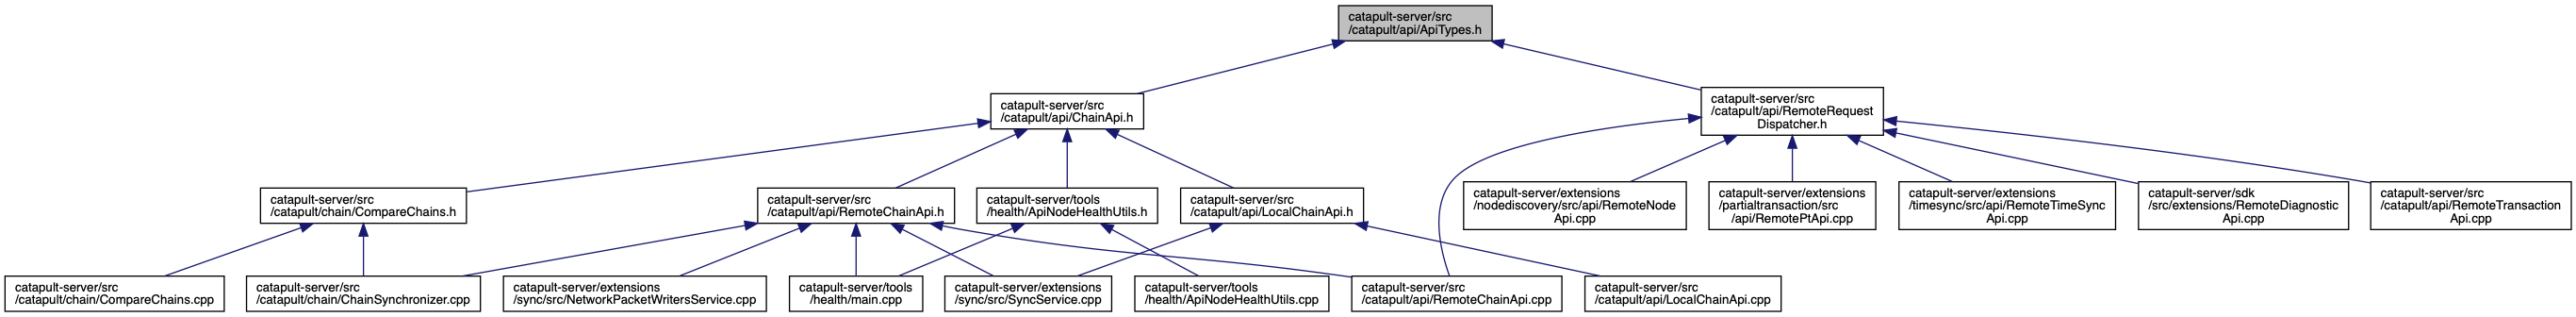 catapult-server/src
/catapult/api/ApiTypes.h
catapult-server/src
/catapult/api/ChainApi.h
catapult-server/src
/catapult/api/RemoteRequest
Dispatcher.h
catapult-server/src
/catapult/chain/CompareChains.h
catapult-server/src
/catapult/api/RemoteChainApi.h
catapult-server/tools
/health/ApiNodeHealthUtils.h
catapult-server/src
/catapult/api/LocalChainApi.h
catapult-server/extensions
/nodediscovery/src/api/RemoteNode
Api.cpp
catapult-server/extensions
/partialtransaction/src
/api/RemotePtApi.cpp
catapult-server/extensions
/timesync/src/api/RemoteTimeSync
Api.cpp
catapult-server/sdk
/src/extensions/RemoteDiagnostic
Api.cpp
catapult-server/src
/catapult/api/RemoteTransaction
Api.cpp
catapult-server/src
/catapult/chain/CompareChains.cpp
catapult-server/src
/catapult/chain/ChainSynchronizer.cpp
catapult-server/extensions
/sync/src/NetworkPacketWritersService.cpp
catapult-server/tools
/health/main.cpp
catapult-server/extensions
/sync/src/SyncService.cpp
catapult-server/tools
/health/ApiNodeHealthUtils.cpp
catapult-server/src
/catapult/api/RemoteChainApi.cpp
catapult-server/src
/catapult/api/LocalChainApi.cpp